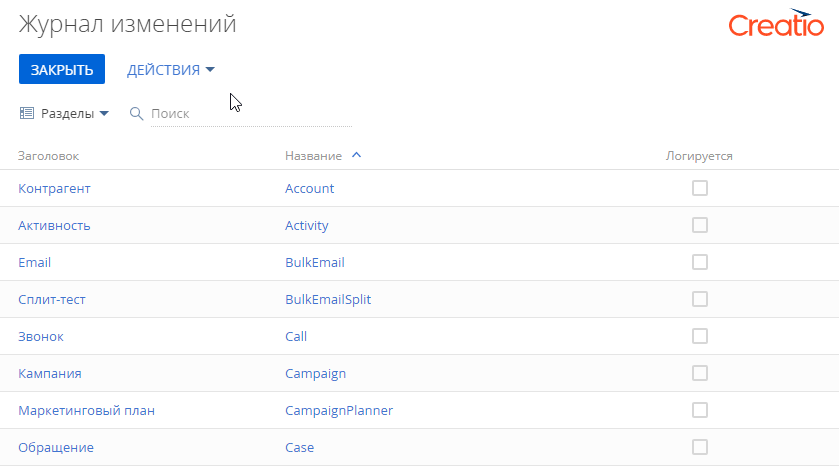 Журнал изменений
Creatio
ЗАКРЫТЬ ДЕЙСТВИЯ
Разделы Поиск
Заголовок Название Логируется
Контрагент Account
Активность Activity
Email BulkEmail
Сплит-тест BulkEmailSplit
Звонок Call
Кампания Campaign
Маркетинговый план CampaignPlanner
Обращение Case